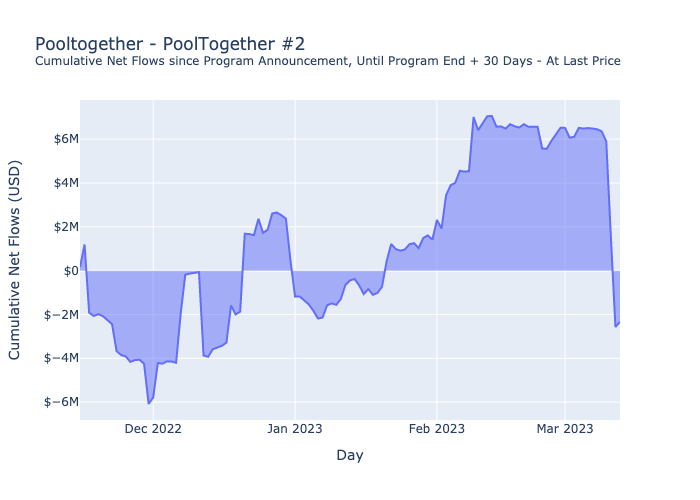 Pooltogether - PoolTogether #2
Cumulative Net Flows since Program Announcement, Until Program End + 30 Days - At Last Price
Cumulative Net Flows (USD)
$6M
$4M
$2M
$0
$−2M
$−4M
$−6M
Dec 2022
Jan 2023
Feb 2023
Mar 2023
Day